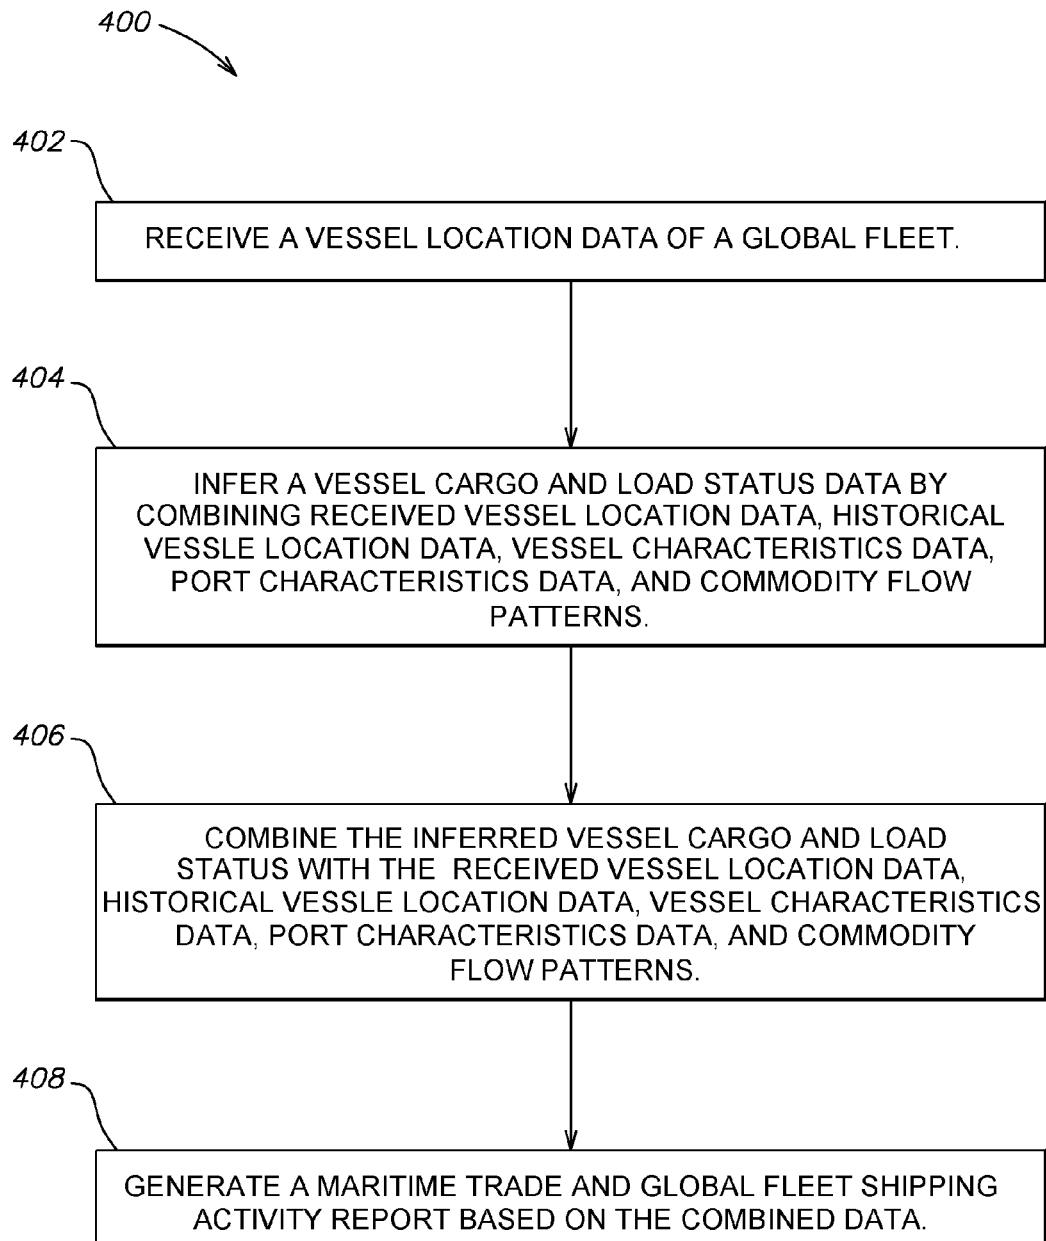 400
402
RECEIVE A VESSEL LOCATION DATA OF A GLOBAL FLEET.
404
INFER A VESSEL CARGO AND LOAD STATUS DATA BY
COMBINING RECEIVED VESSEL LOCATION DATA, HISTORICAL
VESSLE LOCATION DATA, VESSEL CHARACTERISTICS DATA,
PORT CHARACTERISTICS DATA, AND COMMODITY FLOW
PATTERNS.
406
COMBINE THE INFERRED VESSEL CARGO AND LOAD
STATUS WITH THE RECEIVED VESSEL LOCATION DATA,
HISTORICAL VESSLE LOCATION DATA, VESSEL CHARACTERISTICS
DATA, PORT CHARACTERISTICS DATA, AND COMMODITY
FLOW PATTERNS.
408
GENERATE A MARITIME TRADE AND GLOBAL FLEET SHIPPING
ACTIVITY REPORT BASED ON THE COMBINED DATA.